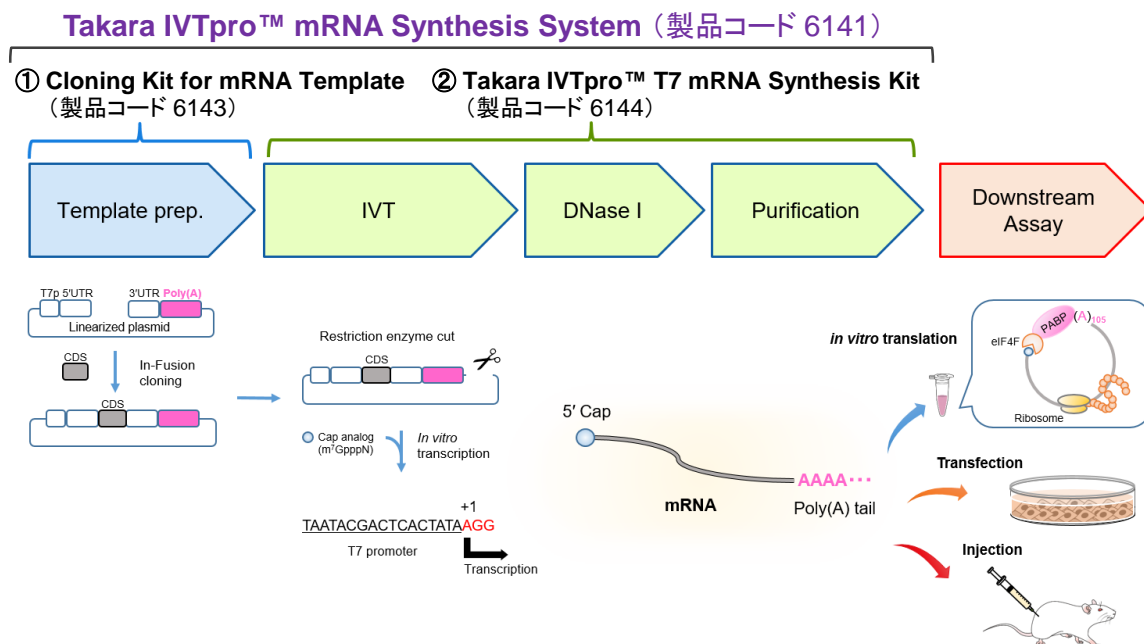 Takara IVTpro™ mRNA Synthesis System（製品コード 6141）
① Cloning Kit for mRNA Template
（製品コード 6143）
② Takara IVTpro™ T7 mRNA Synthesis Kit
（製品コード 6144）
Template prep.
IVT
DNase I
Purification
Downstream
Assay
T7p 5′UTR
3′UTR Poly(A)
Linearized plasmid
CDS
In-Fusion
cloning
CDS
Restriction enzyme cut
CDS
Cap analog
(m⁷GpppN)
In vitro
transcription
+1
TAATACGACTCACTATAAGG
T7 promoter
Transcription
5′ Cap
mRNA
AAAA···
Poly(A) tail
in vitro translation
PABP
(A)₁₀₅
eIF4F
Ribosome
Transfection
Injection